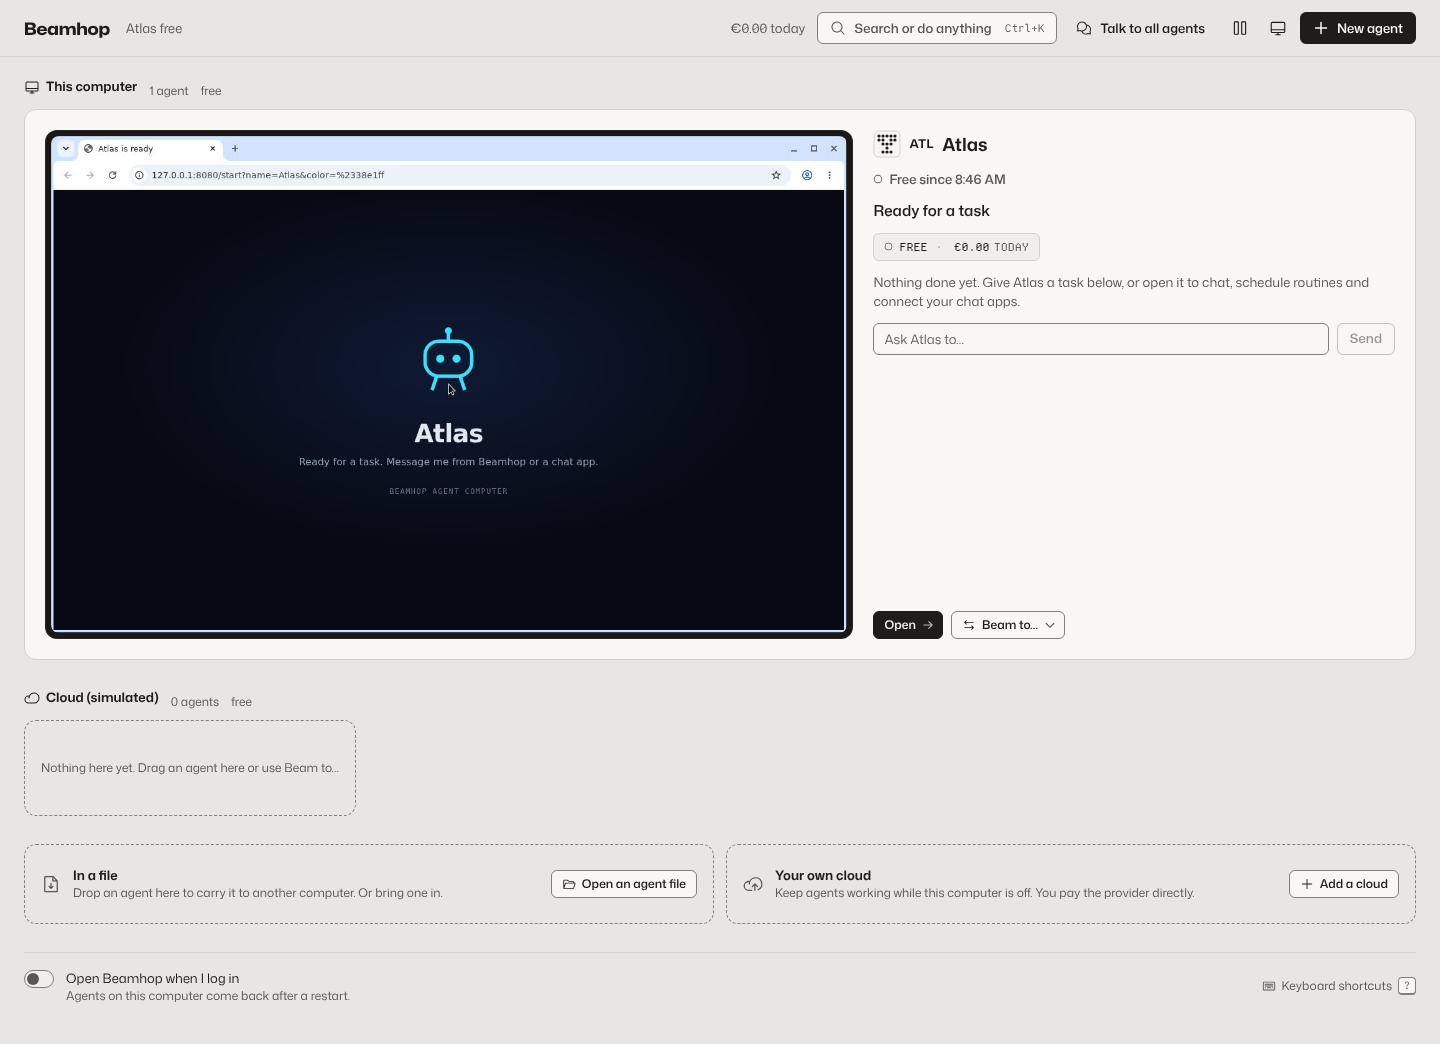 Beamhop
Atlas free
€0.00 today
Search or do anything Ctrl+K
Talk to all agents
New agent
This computer 1 agent free
Atlas is ready
127.0.0.1:8080/start?name=Atlas&color=%2338e1ff
Atlas
Ready for a task. Message me from Beamhop or a chat app.
BEAMHOP AGENT COMPUTER
ATL Atlas
Free since 8:46 AM
Ready for a task
FREE · €0.00 TODAY
Nothing done yet. Give Atlas a task below, or open it to chat, schedule routines and
connect your chat apps.
Ask Atlas to...
Send
Open
Beam to...
Cloud (simulated) 0 agents free
Nothing here yet. Drag an agent here or use Beam to...
In a file
Drop an agent here to carry it to another computer. Or bring one in.
Open an agent file
Your own cloud
Keep agents working while this computer is off. You pay the provider directly.
Add a cloud
Open Beamhop when I log in
Agents on this computer come back after a restart.
Keyboard shortcuts ?